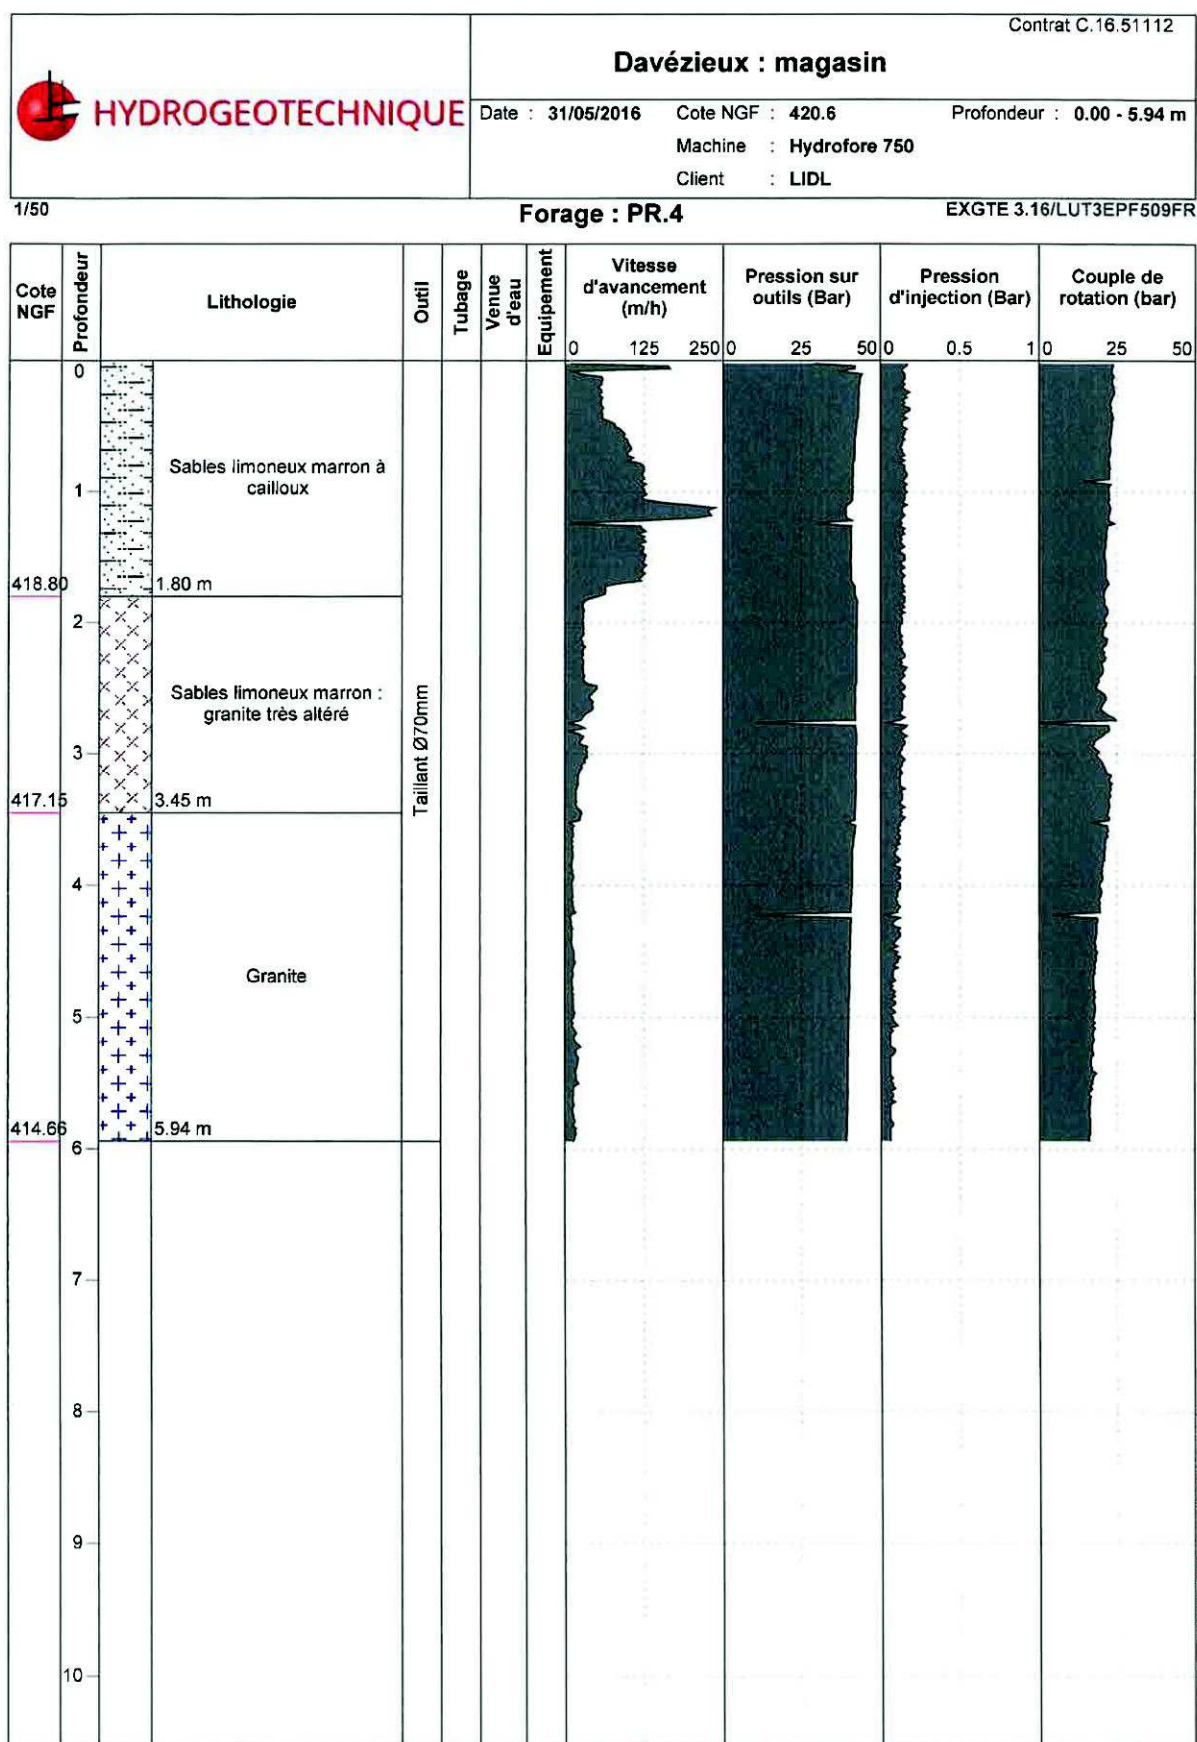 Contrat C.16.51112
HYDROGEOTECHNIQUE
Davézieux : magasin
Date : 31/05/2016 Cote NGF : 420.6 Profondeur : 0.00 - 5.94 m
Machine : Hydrofore 750
Client : LIDL
1/50
Forage : PR.4
EXGTE 3.16/LUT3EPF509FR
Cote
NGF
Profondeur
Lithologie
Outil
Tubage
Venue
d'eau
Equipement
Vitesse
d'avancement
(m/h)
Pression sur
outils (Bar)
Pression
d'injection (Bar)
Couple de
rotation (bar)
0 125 250 0 25 50 0 0.5 1 0 25 50
0
Sables limoneux marron à
cailloux
1
418.80 1.80 m
2
Sables limoneux marron :
granite très altéré
Taillant Ø70mm
3
417.15 3.45 m
4
Granite
5
414.66 5.94 m
6
7
8
9
10